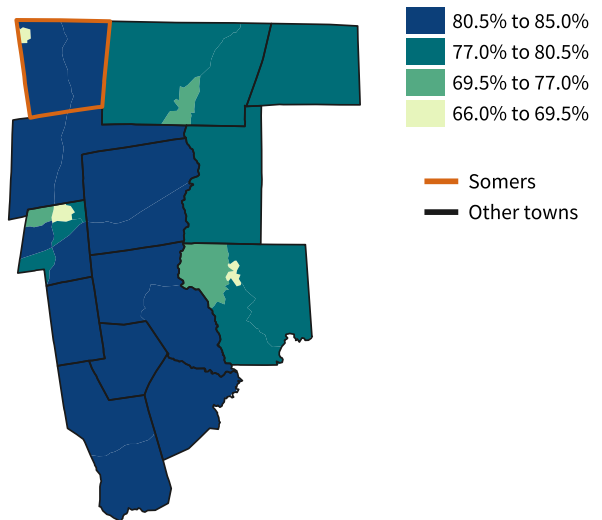 80.5% to 85.0%
77.0% to 80.5%
69.5% to 77.0%
66.0% to 69.5%
Somers
Other towns